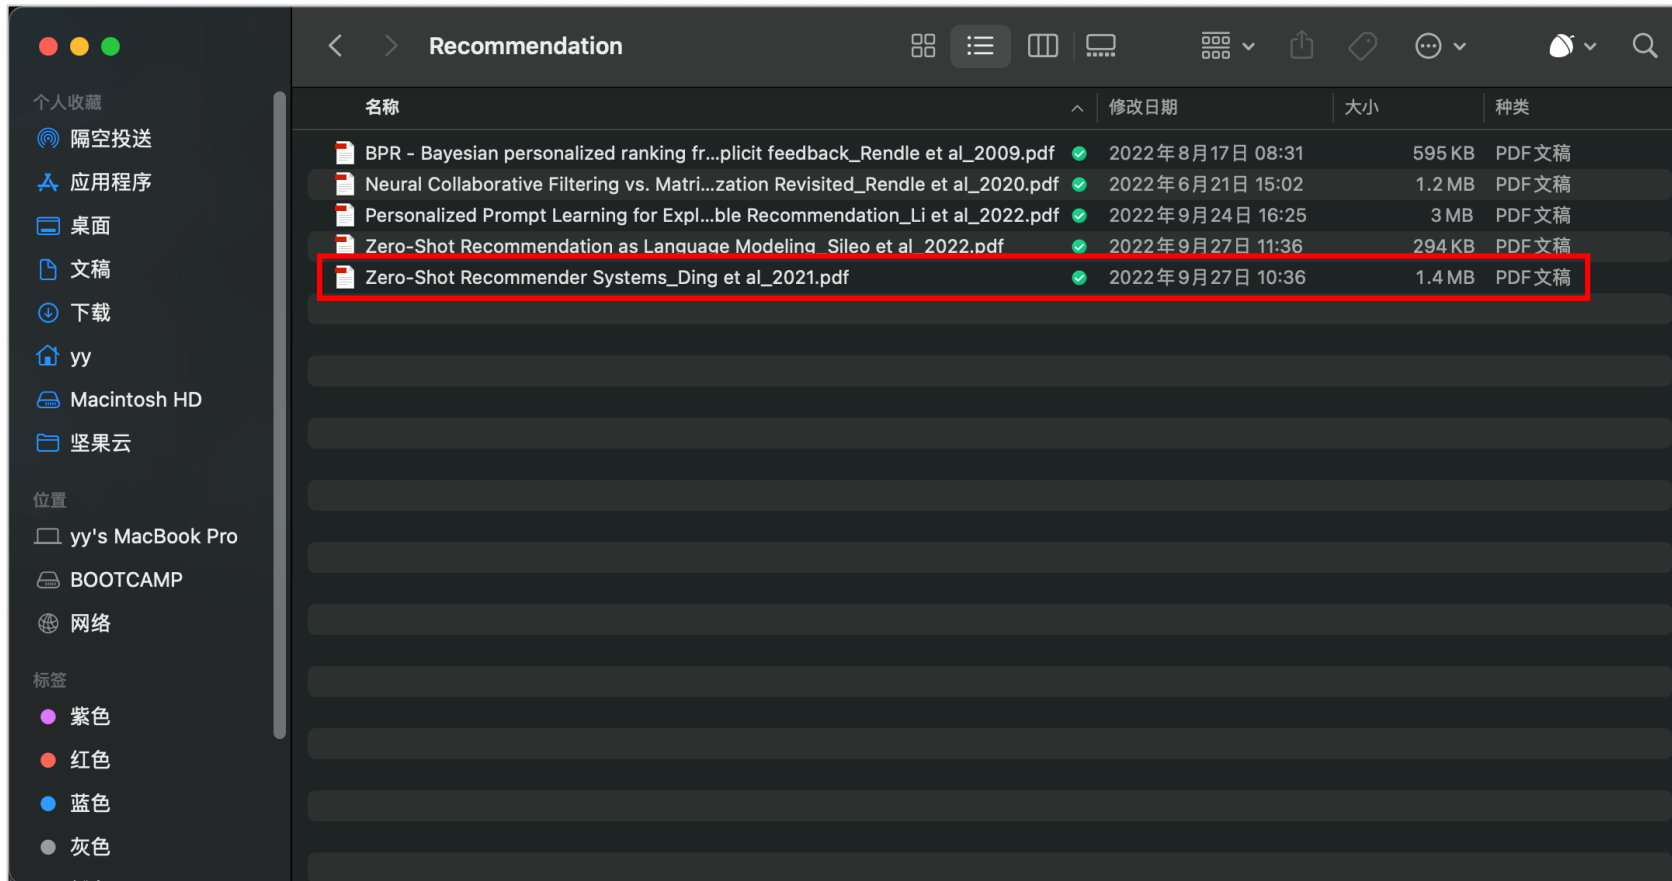 Recommendation
个人收藏
隔空投送
应用程序
桌面
文稿
下载
yy
Macintosh HD
坚果云
位置
yy's MacBook Pro
BOOTCAMP
网络
标签
紫色
红色
蓝色
灰色
名称 修改日期 大小 种类
BPR - Bayesian personalized ranking fr...plicit feedback_Rendle et al_2009.pdf 2022年8月17日 08:31 595 KB PDF文稿
Neural Collaborative Filtering vs. Matri...zation Revisited_Rendle et al_2020.pdf 2022年6月21日 15:02 1.2 MB PDF文稿
Personalized Prompt Learning for Expl...ble Recommendation_Li et al_2022.pdf 2022年9月24日 16:25 3 MB PDF文稿
Zero-Shot Recommendation as Language Modeling_Sileo et al_2022.pdf 2022年9月27日 11:36 294 KB PDF文稿
Zero-Shot Recommender Systems_Ding et al_2021.pdf 2022年9月27日 10:36 1.4 MB PDF文稿